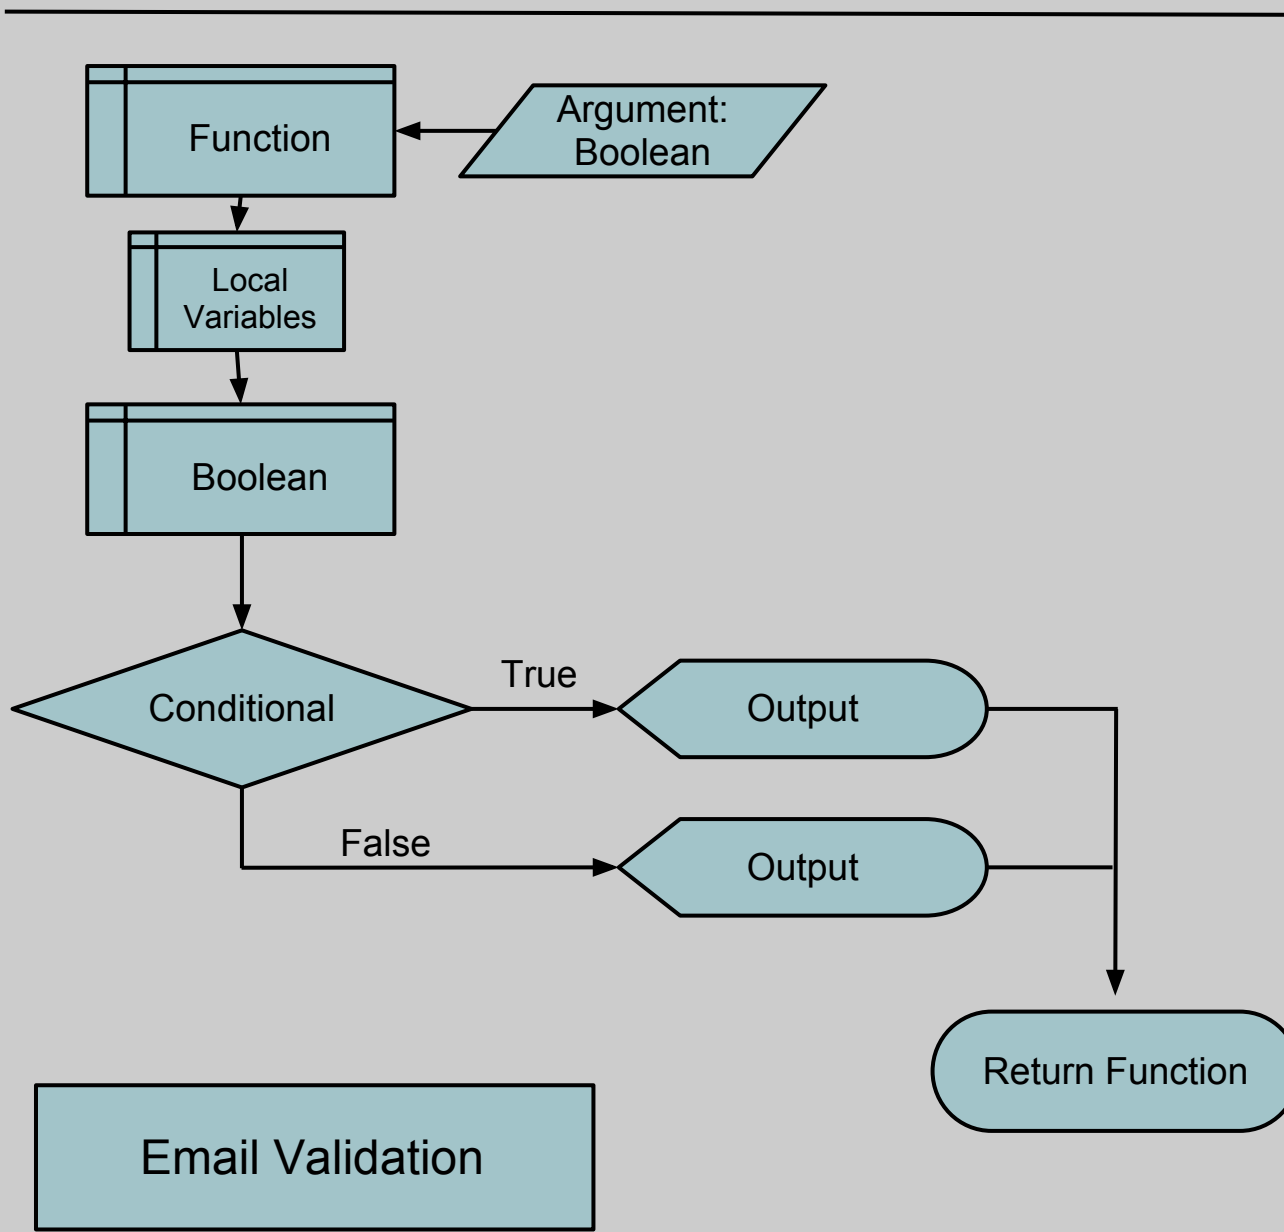 Function
Argument:
Boolean
Local
Variables
Boolean
Conditional
True
Output
False
Output
Return Function
Email Validation